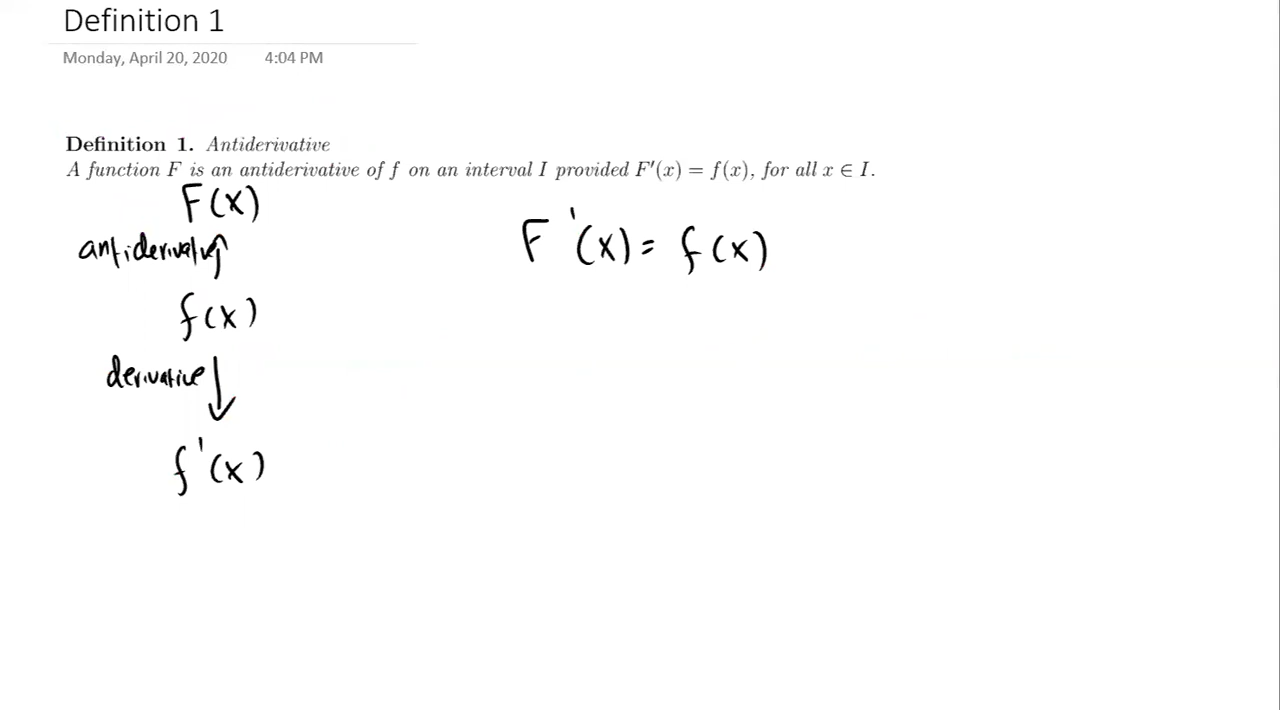 Definition 1
Monday, April 20, 2020 4:04 PM
Definition 1. Antiderivative
A function F is an antiderivative of f on an interval I provided F′(x) = f(x), for all x ∈ I.
F(x)
antiderivative
F'(x) = f(x)
f(x)
derivative
f'(x)